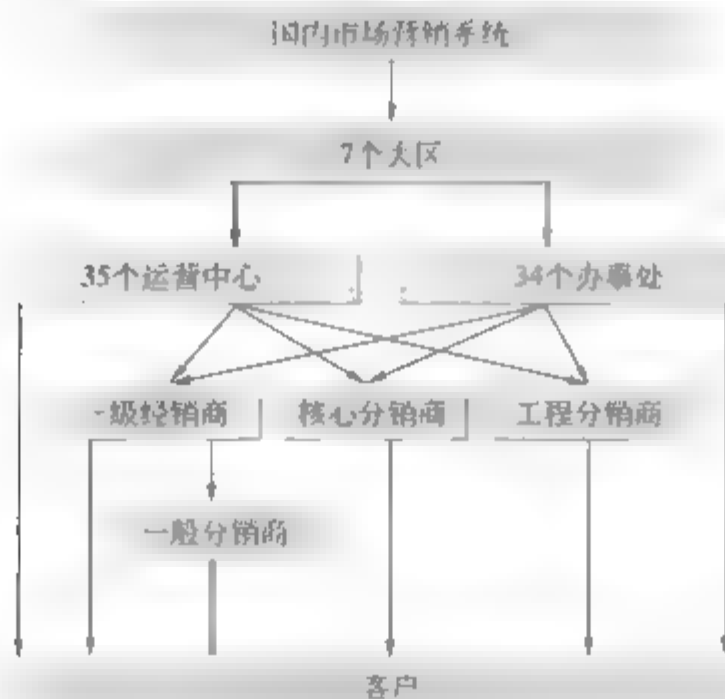 国内市场营销系统
7个大区
35个运营中心
34个办事处
一级经销商
核心分销商
工程分销商
一般分销商
客户